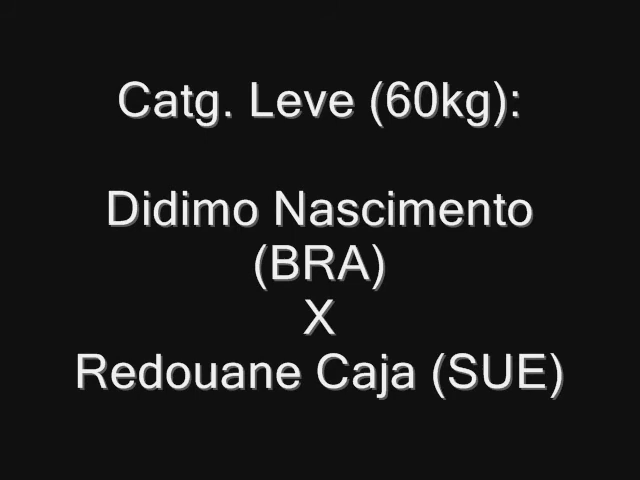 Catg. Leve (60kg):
Didimo Nascimento
(BRA)
X
Redouane Caja (SUE)